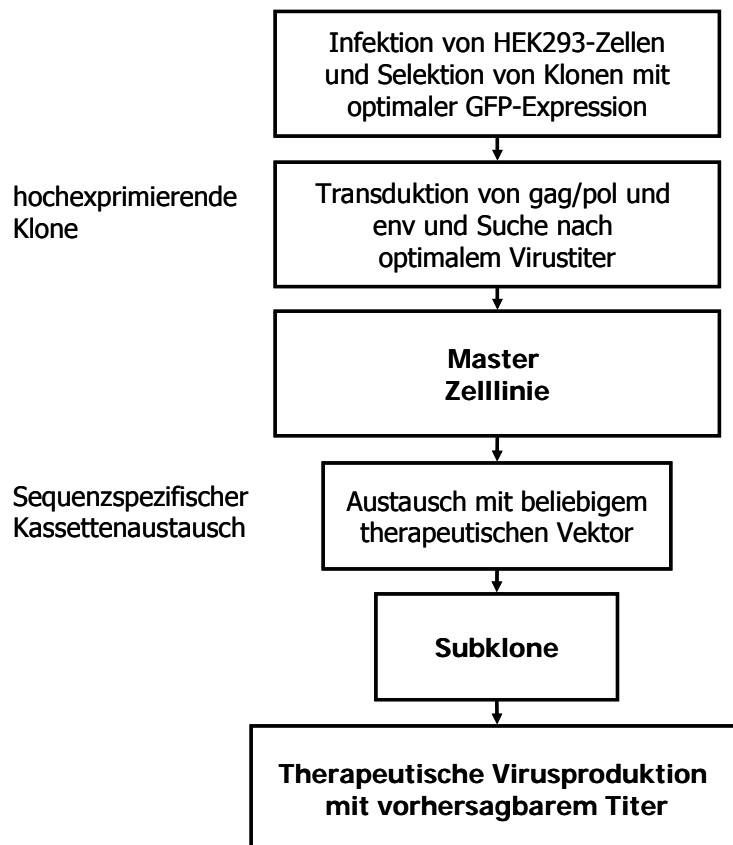 Infektion von HEK293-Zellen
und Selektion von Klonen mit
optimaler GFP-Expression
hochexprimierende
Klone
Transduktion von gag/pol und
env und Suche nach
optimalem Virustiter
Master
Zelllinie
Sequenzspezifischer
Kassettenaustausch
Austausch mit beliebigem
therapeutischen Vektor
Subklone
Therapeutische Virusproduktion
mit vorhersagbarem Titer